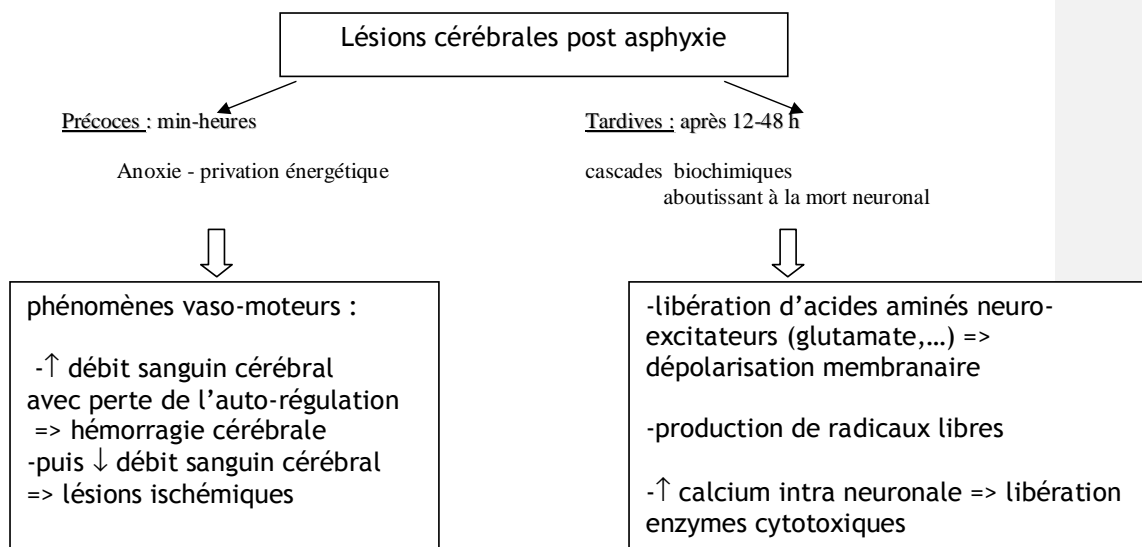 Lésions cérébrales post asphyxie
Précoces : min-heures
Anoxie - privation énergétique
phénomènes vaso-moteurs :
-↑ débit sanguin cérébral
avec perte de l'auto-régulation
=> hémorragie cérébrale
-puis ↓ débit sanguin cérébral
=> lésions ischémiques
Tardives : après 12-48 h
cascades biochimiques
aboutissant à la mort neuronal
-libération d'acides aminés neuro-
excitateurs (glutamate,...) =>
dépolarisation membranaire
-production de radicaux libres
-↑ calcium intra neuronale => libération
enzymes cytotoxiques